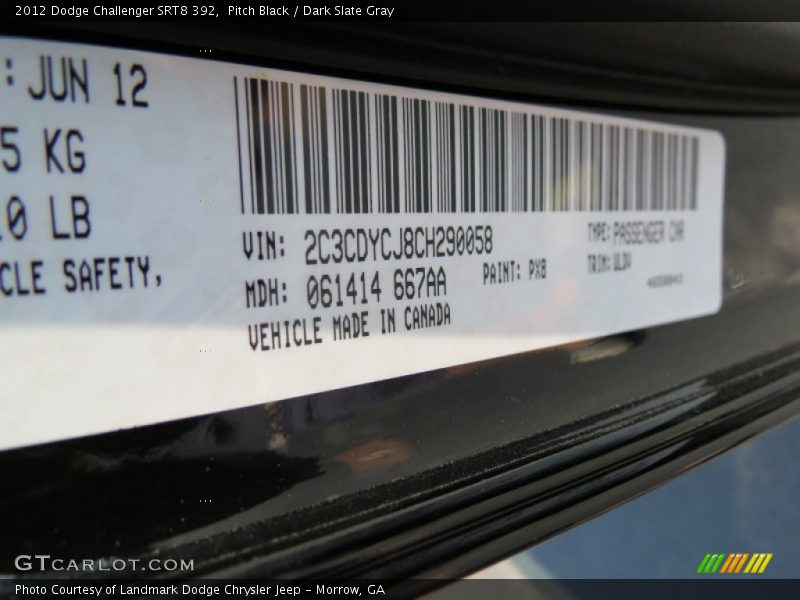 2012 Dodge Challenger SRT8 392, Pitch Black / Dark Slate Gray
: JUN 12
5 KG
0 LB
CLE SAFETY,
VIN: 2C3CDYCJ8CH290058
TYPE: PASSENGER CAR
MDH: 061414 667AA
PAINT: PX8
TRIM:
VEHICLE MADE IN CANADA
GTCARLOT.COM
Photo Courtesy of Landmark Dodge Chrysler Jeep - Morrow, GA